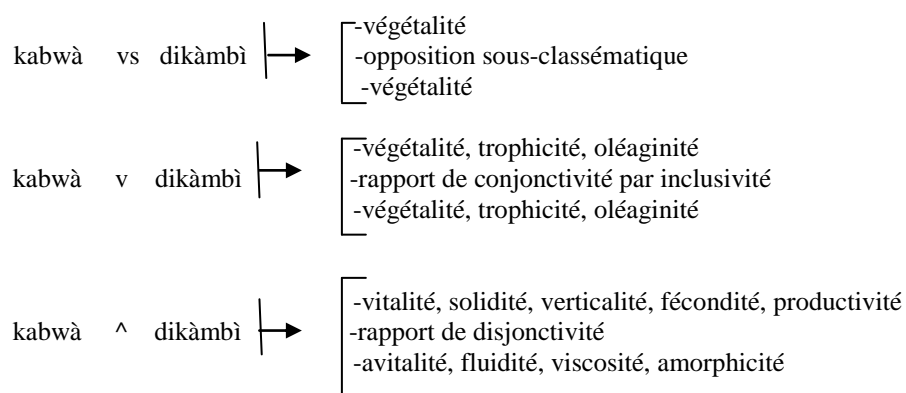 -végétalité
kabwà vs dikàmbì -opposition sous-classématique
-végétalité
-végétalité, trophicité, oléaginité
kabwà v dikàmbì -rapport de conjonctivité par inclusivité
-végétalité, trophicité, oléaginité
-vitalité, solidité, verticalité, fécondité, productivité
kabwà ^ dikàmbì -rapport de disjonctivité
-avitalité, fluidité, viscosité, amorphicité